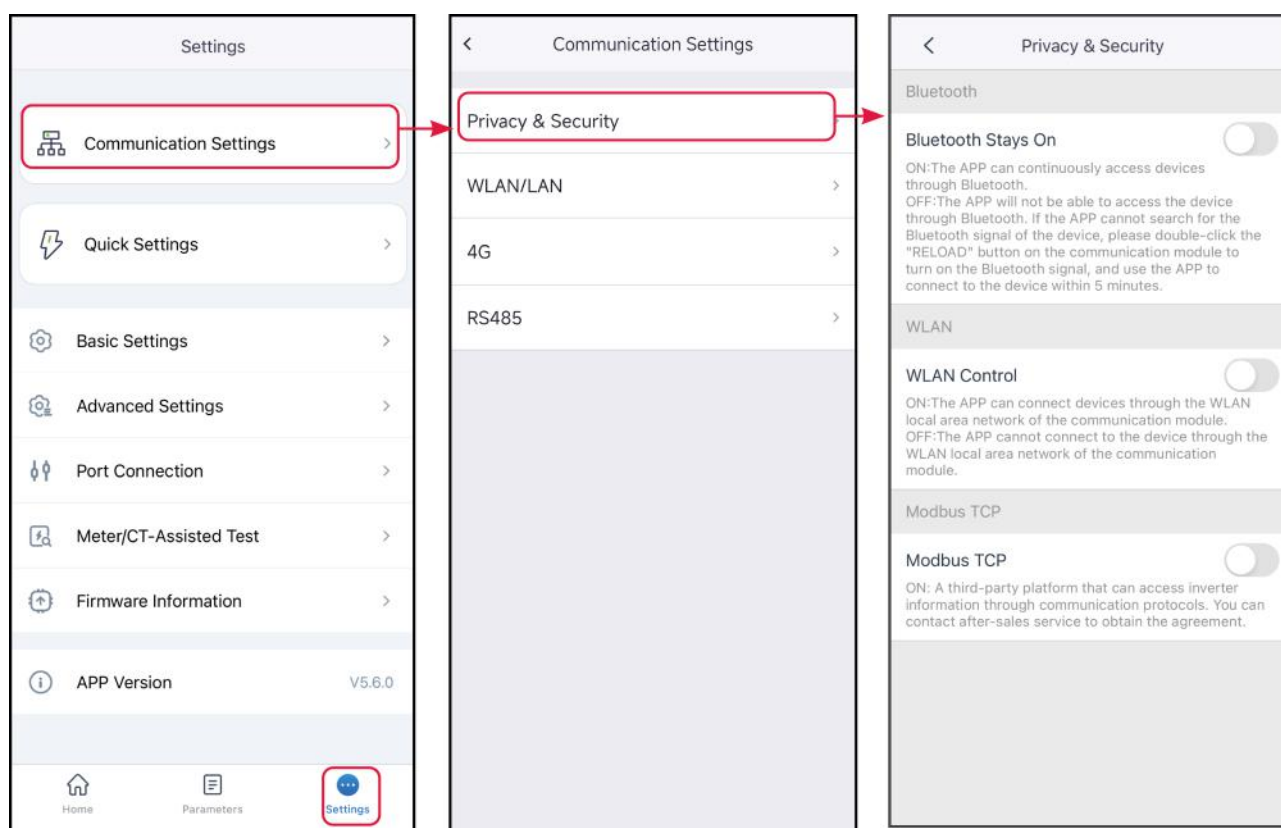 Settings
Communication Settings
Quick Settings
Basic Settings
Advanced Settings
Port Connection
Meter/CT-Assisted Test
Firmware Information
APP Version V5.6.0
Home Parameters Settings
Communication Settings
Privacy & Security
WLAN/LAN
4G
RS485
Privacy & Security
Bluetooth
Bluetooth Stays On
ON:The APP can continuously access devices
through Bluetooth.
OFF:The APP will not be able to access the device
through Bluetooth. If the APP cannot search for the
Bluetooth signal of the device, please double-click the
"RELOAD" button on the communication module to
turn on the Bluetooth signal, and use the APP to
connect to the device within 5 minutes.
WLAN
WLAN Control
ON:The APP can connect devices through the WLAN
local area network of the communication module.
OFF:The APP cannot connect to the device through the
WLAN local area network of the communication
module.
Modbus TCP
Modbus TCP
ON: A third-party platform that can access inverter
information through communication protocols. You can
contact after-sales service to obtain the agreement.